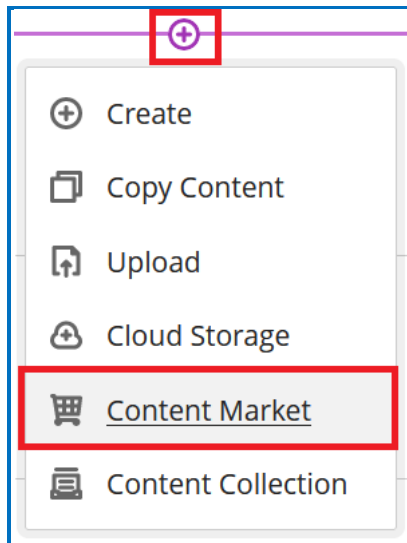 Create
Copy Content
Upload
Cloud Storage
Content Market
Content Collection